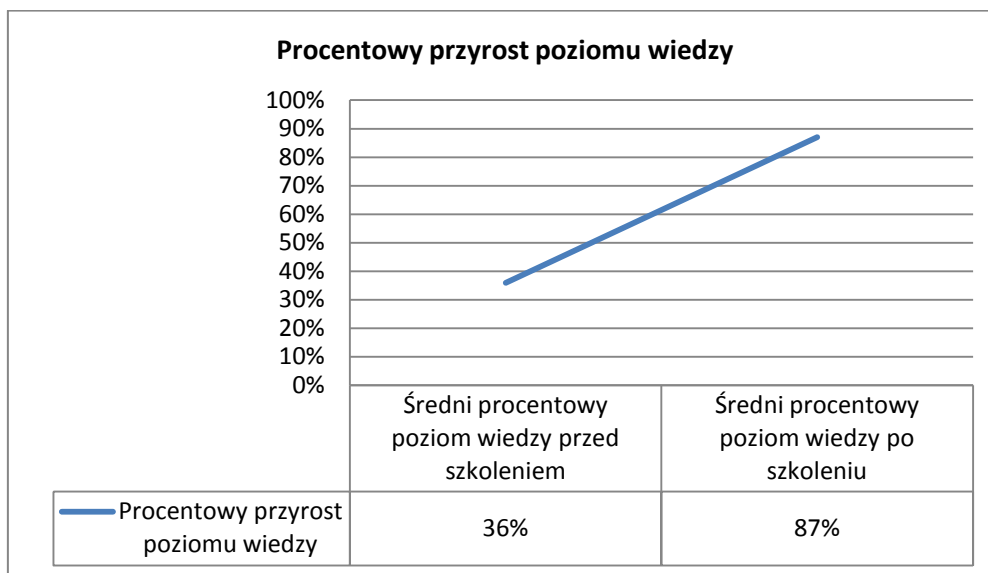 Procentowy przyrost poziomu wiedzy
100%
90%
80%
70%
60%
50%
40%
30%
20%
10%
0%
Średni procentowy
poziom wiedzy przed
szkoleniem
Średni procentowy
poziom wiedzy po
szkoleniu
Procentowy przyrost
poziomu wiedzy
36%
87%